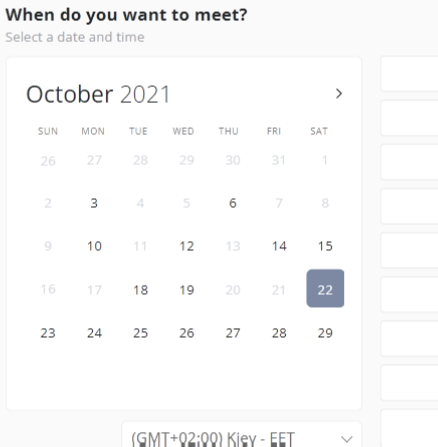 When do you want to meet?
Select a date and time
October 2021
SUN MON TUE WED THU FRI SAT
26 27 28 29 30 31 1
2 3 4 5 6 7 8
9 10 11 12 13 14 15
16 17 18 19 20 21 22
23 24 25 26 27 28 29
(GMT+02:00) Kiev - EET